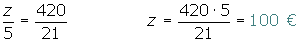 z/5 = 420/21    z = 420·5/21 = 100 €